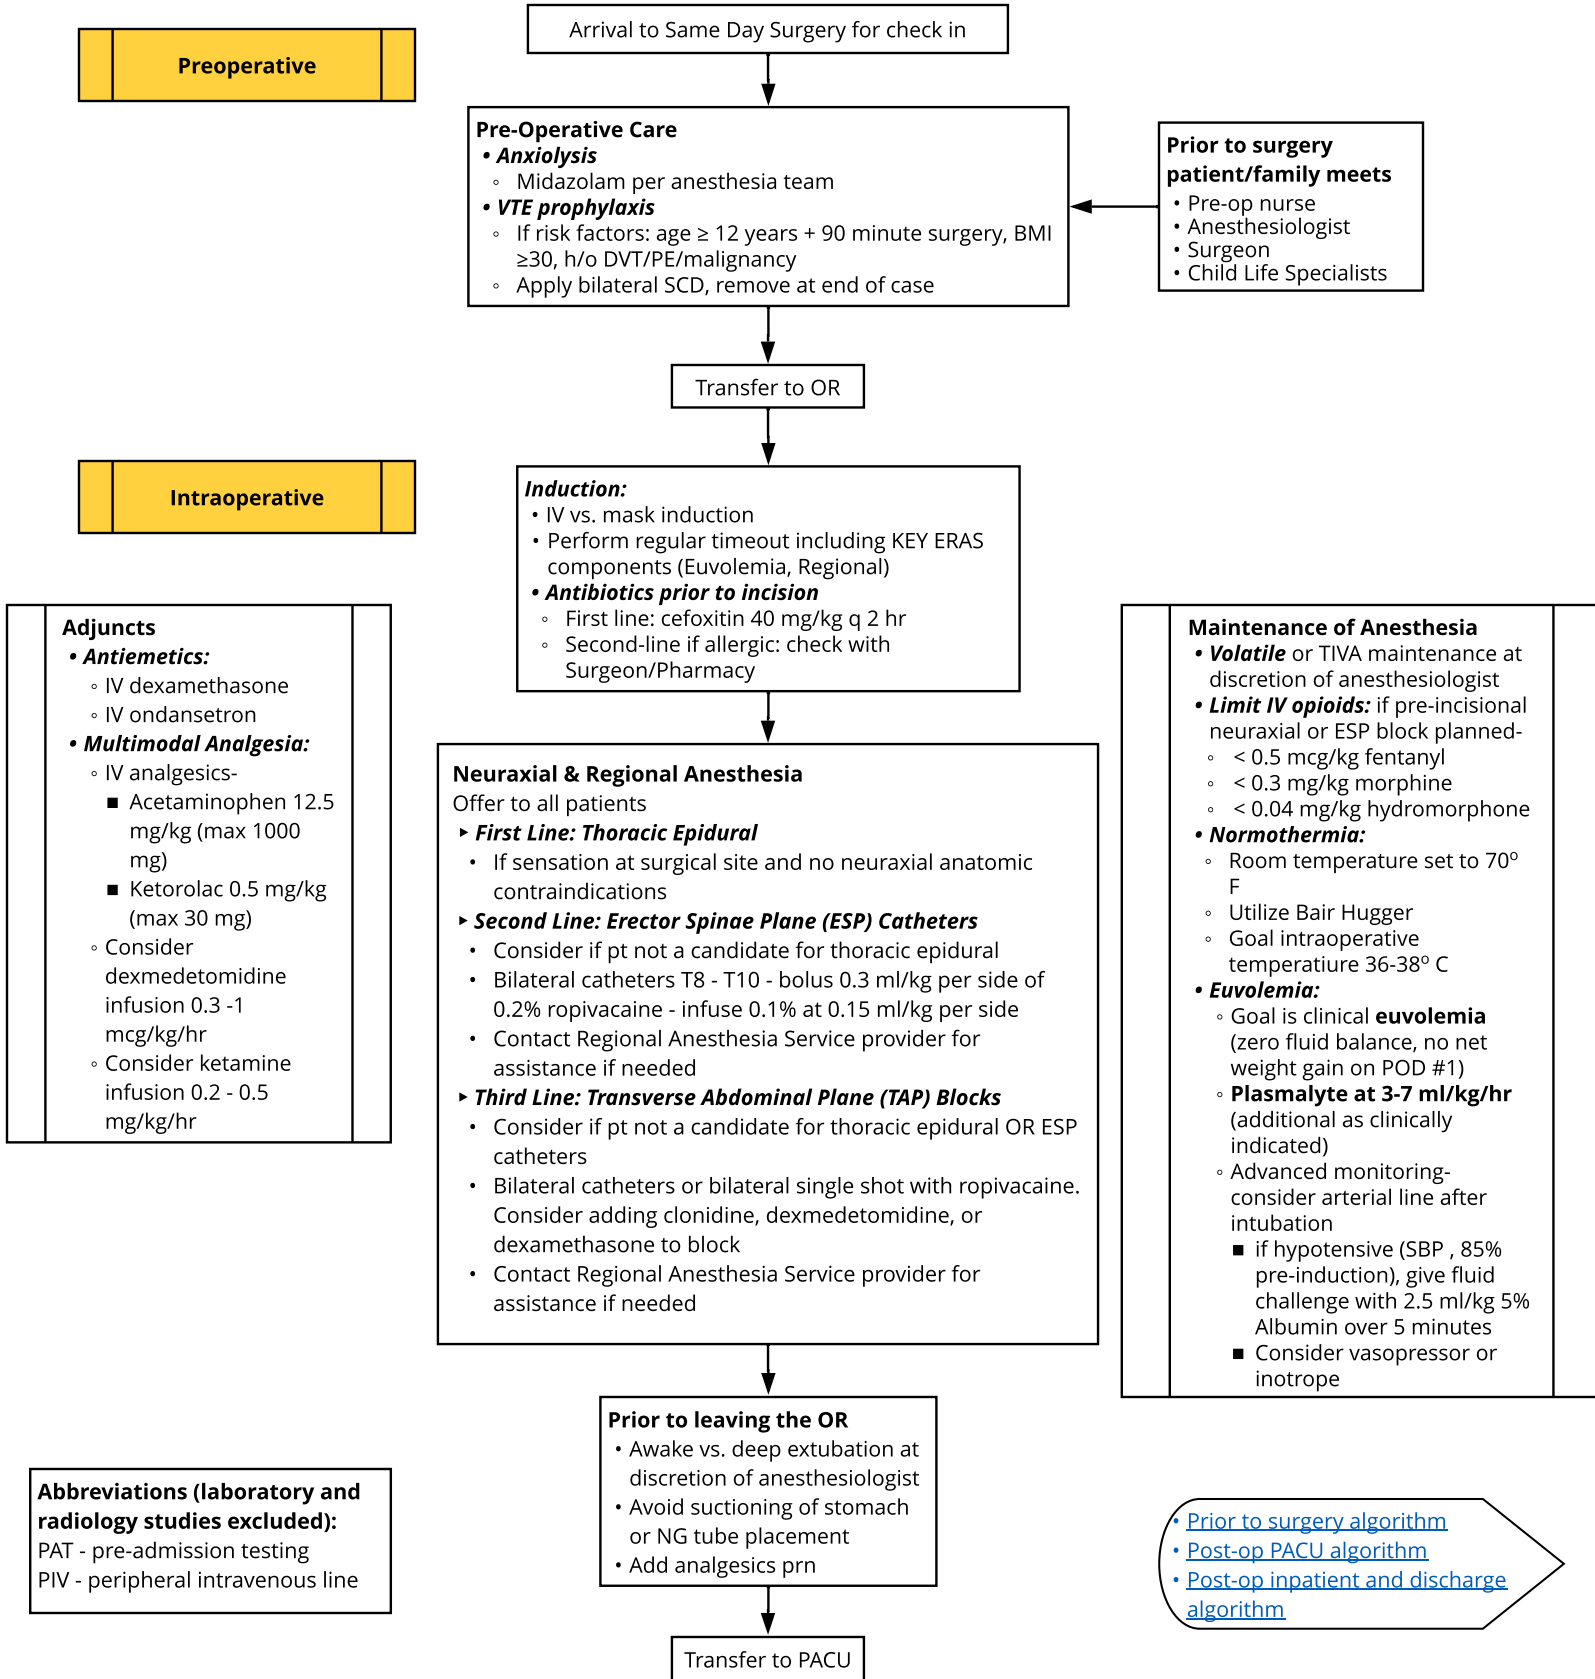 Arrival to Same Day Surgery for check in
Preoperative
Pre-Operative Care
• Anxiolysis
◦ Midazolam per anesthesia team
• VTE prophylaxis
◦ If risk factors: age ≥ 12 years + 90 minute surgery, BMI
≥30, h/o DVT/PE/malignancy
◦ Apply bilateral SCD, remove at end of case
Prior to surgery
patient/family meets
• Pre-op nurse
• Anesthesiologist
• Surgeon
• Child Life Specialists
Transfer to OR
Intraoperative
Induction:
• IV vs. mask induction
• Perform regular timeout including KEY ERAS
components (Euvolemia, Regional)
• Antibiotics prior to incision
◦ First line: cefoxitin 40 mg/kg q 2 hr
◦ Second-line if allergic: check with
Surgeon/Pharmacy
Adjuncts
• Antiemetics:
◦ IV dexamethasone
◦ IV ondansetron
• Multimodal Analgesia:
◦ IV analgesics-
■ Acetaminophen 12.5
mg/kg (max 1000
mg)
■ Ketorolac 0.5 mg/kg
(max 30 mg)
◦ Consider
dexmedetomidine
infusion 0.3 -1
mcg/kg/hr
◦ Consider ketamine
infusion 0.2 - 0.5
mg/kg/hr
Neuraxial & Regional Anesthesia
Offer to all patients
▸ First Line: Thoracic Epidural
• If sensation at surgical site and no neuraxial anatomic
contraindications
▸ Second Line: Erector Spinae Plane (ESP) Catheters
• Consider if pt not a candidate for thoracic epidural
• Bilateral catheters T8 - T10 - bolus 0.3 ml/kg per side of
0.2% ropivacaine - infuse 0.1% at 0.15 ml/kg per side
• Contact Regional Anesthesia Service provider for
assistance if needed
▸ Third Line: Transverse Abdominal Plane (TAP) Blocks
• Consider if pt not a candidate for thoracic epidural OR ESP
catheters
• Bilateral catheters or bilateral single shot with ropivacaine.
Consider adding clonidine, dexmedetomidine, or
dexamethasone to block
• Contact Regional Anesthesia Service provider for
assistance if needed
Maintenance of Anesthesia
• Volatile or TIVA maintenance at
discretion of anesthesiologist
• Limit IV opioids: if pre-incisional
neuraxial or ESP block planned-
◦ < 0.5 mcg/kg fentanyl
◦ < 0.3 mg/kg morphine
◦ < 0.04 mg/kg hydromorphone
• Normothermia:
◦ Room temperature set to 70º
F
◦ Utilize Bair Hugger
◦ Goal intraoperative
temperatiure 36-38º C
• Euvolemia:
◦ Goal is clinical euvolemia
(zero fluid balance, no net
weight gain on POD #1)
◦ Plasmalyte at 3-7 ml/kg/hr
(additional as clinically
indicated)
◦ Advanced monitoring-
consider arterial line after
intubation
■ if hypotensive (SBP , 85%
pre-induction), give fluid
challenge with 2.5 ml/kg 5%
Albumin over 5 minutes
■ Consider vasopressor or
inotrope
Prior to leaving the OR
• Awake vs. deep extubation at
discretion of anesthesiologist
• Avoid suctioning of stomach
or NG tube placement
• Add analgesics prn
Abbreviations (laboratory and
radiology studies excluded):
PAT - pre-admission testing
PIV - peripheral intravenous line
• Prior to surgery algorithm
• Post-op PACU algorithm
• Post-op inpatient and discharge
algorithm
Transfer to PACU